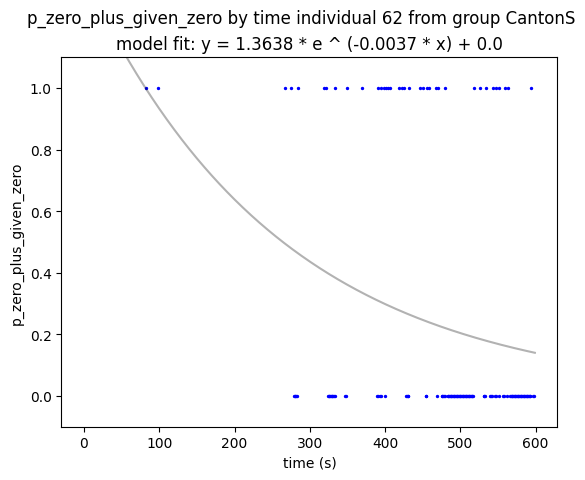 p_zero_plus_given_zero by time individual 62 from group CantonS
model fit: y = 1.3638 * e ^ (-0.0037 * x) + 0.0
p_zero_plus_given_zero
1.0
0.8
0.6
0.4
0.2
0.0
0 100 200 300 400 500 600
time (s)